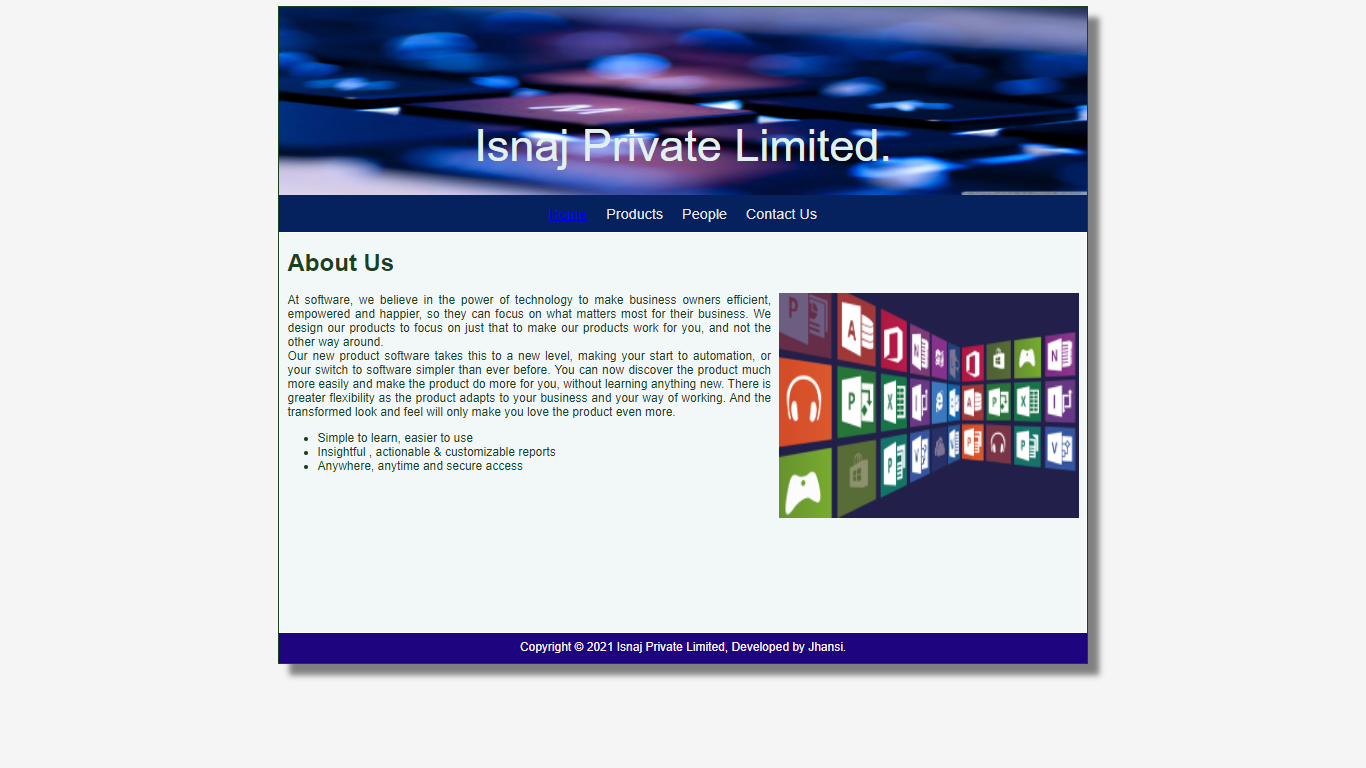 Isnaj Private Limited.
Home Products People Contact Us
About Us
At software, we believe in the power of technology to make business owners efficient,
empowered and happier, so they can focus on what matters most for their business. We
design our products to focus on just that to make our products work for you, and not the
other way around.
Our new product software takes this to a new level, making your start to automation, or
your switch to software simpler than ever before. You can now discover the product much
more easily and make the product do more for you, without learning anything new. There is
greater flexibility as the product adapts to your business and your way of working. And the
transformed look and feel will only make you love the product even more.
Simple to learn, easier to use
Insightful , actionable & customizable reports
Anywhere, anytime and secure access
Copyright © 2021 Isnaj Private Limited, Developed by Jhansi.